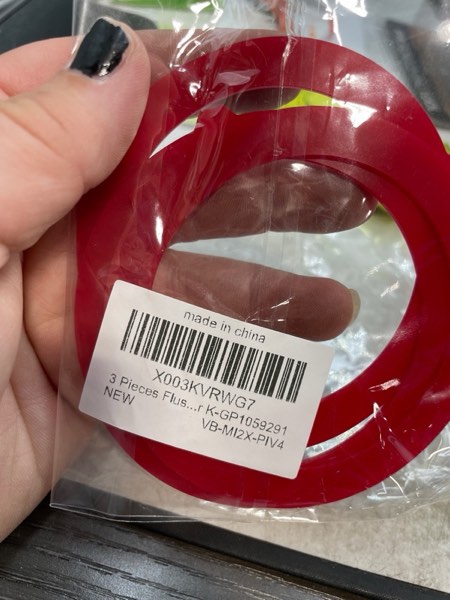 made in china
X003KVRWG7
3 Pieces Flus...r K-GP1059291
NEW
VB-MI2X-PIV4